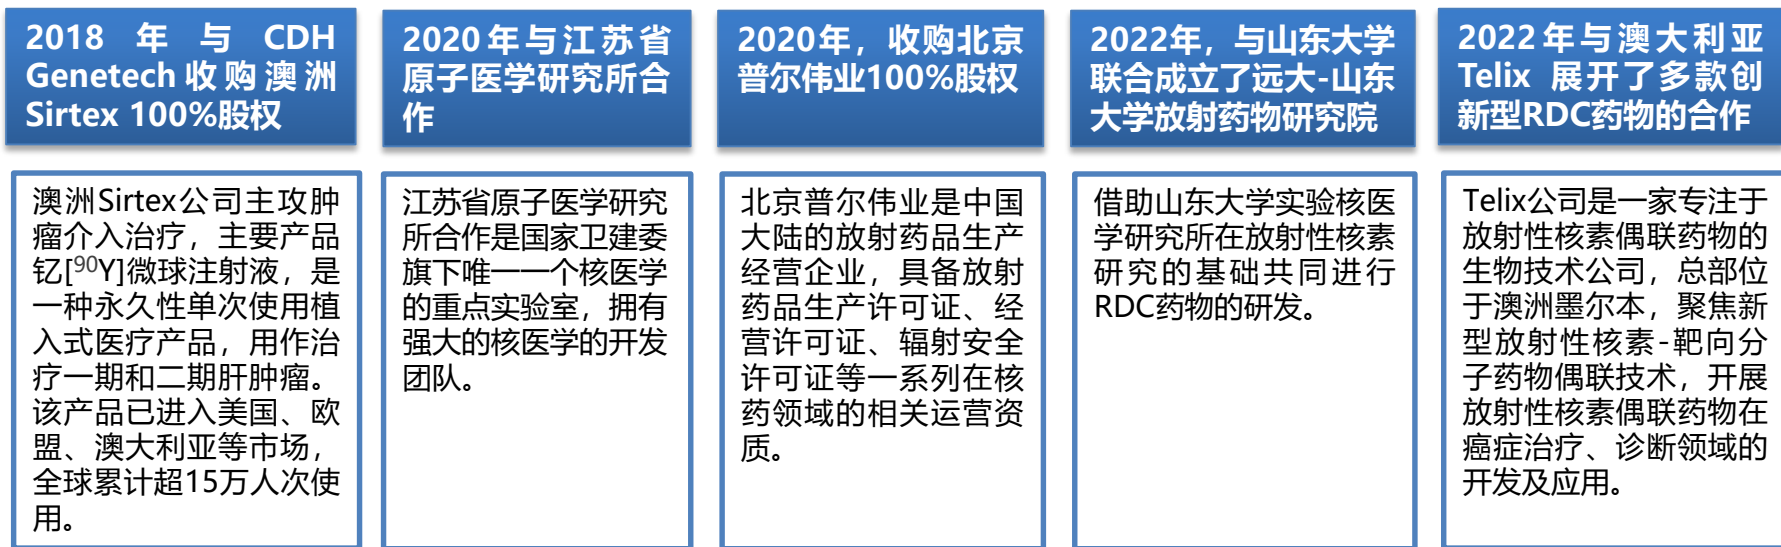 2018年与CDH
Genetech收购澳洲
Sirtex 100%股权
2020年与江苏省
原子医学研究所合
作
2020年，收购北京
普尔伟业100%股权
2022年，与山东大学
联合成立了远大-山东
大学放射药物研究院
2022年与澳大利亚
Telix 展开了多款创
新型RDC药物的合作
澳洲Sirtex公司主攻肿
瘤介入治疗，主要产品
钇[⁹⁰Y]微球注射液，是
一种永久性单次使用植
入式医疗产品，用作治
疗一期和二期肝肿瘤。
该产品已进入美国、欧
盟、澳大利亚等市场，
全球累计超15万人次使
用。
江苏省原子医学研究
所合作是国家卫建委
旗下唯一一个核医学
的重点实验室，拥有
强大的核医学的开发
团队。
北京普尔伟业是中国
大陆的放射药品生产
经营企业，具备放射
药品生产许可证、经
营许可证、辐射安全
许可证等一系列在核
药领域的相关运营资
质。
借助山东大学实验核医
学研究所在放射性核素
研究的基础共同进行
RDC药物的研发。
Telix公司是一家专注于
放射性核素偶联药物的
生物技术公司，总部位
于澳洲墨尔本，聚焦新
型放射性核素-靶向分
子药物偶联技术，开展
放射性核素偶联药物在
癌症治疗、诊断领域的
开发及应用。